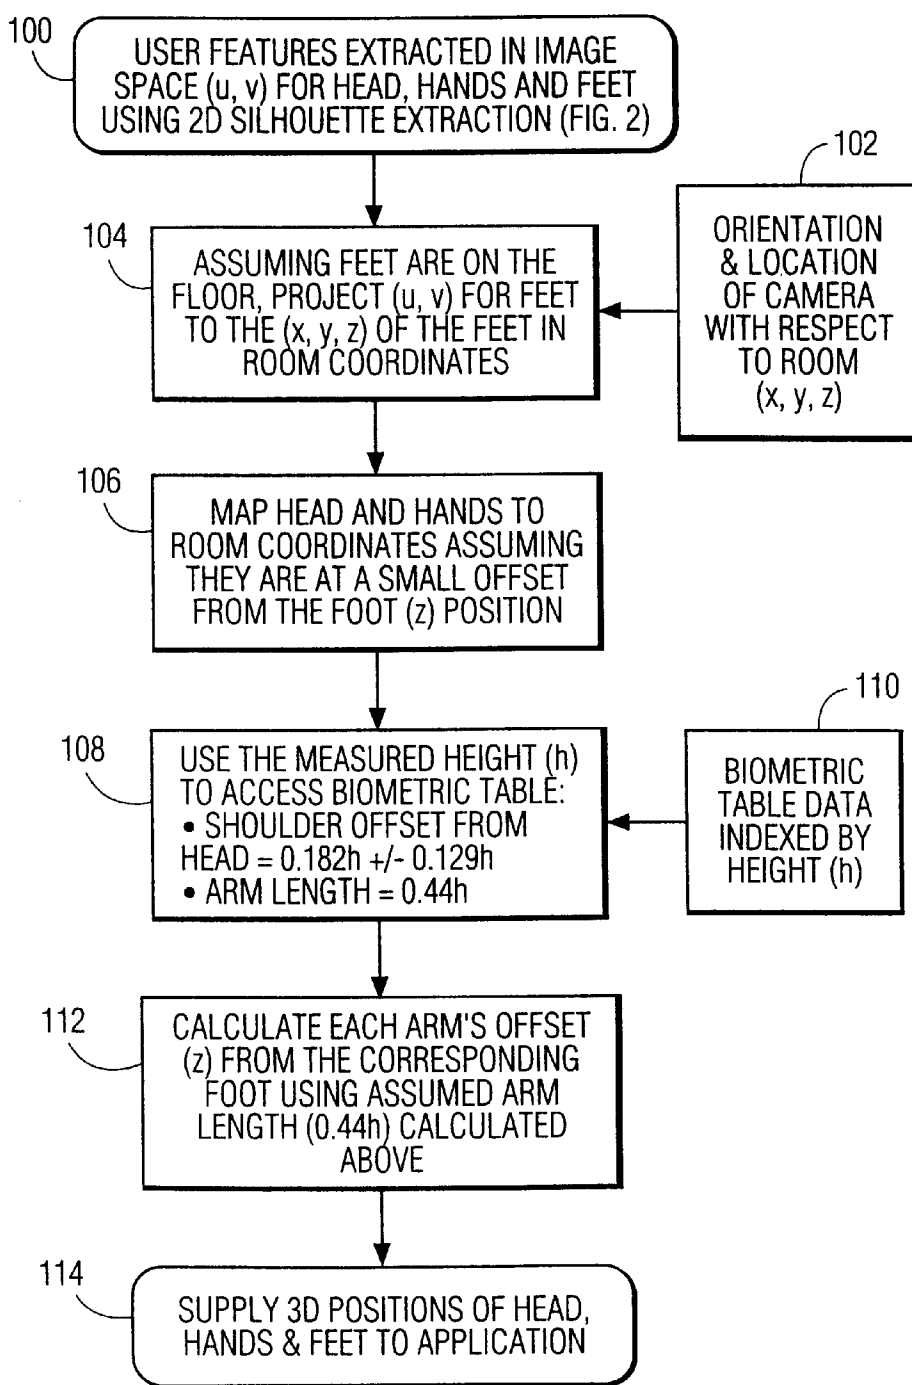 100
USER FEATURES EXTRACTED IN IMAGE
SPACE (u, v) FOR HEAD, HANDS AND FEET
USING 2D SILHOUETTE EXTRACTION (FIG. 2)
102
ORIENTATION
& LOCATION
OF CAMERA
WITH RESPECT
TO ROOM
(x, y, z)
104
ASSUMING FEET ARE ON THE
FLOOR, PROJECT (u, v) FOR FEET
TO THE (x, y, z) OF THE FEET IN
ROOM COORDINATES
106
MAP HEAD AND HANDS TO
ROOM COORDINATES ASSUMING
THEY ARE AT A SMALL OFFSET
FROM THE FOOT (z) POSITION
108
USE THE MEASURED HEIGHT (h)
TO ACCESS BIOMETRIC TABLE:
• SHOULDER OFFSET FROM
HEAD = 0.182h +/- 0.129h
• ARM LENGTH = 0.44h
110
BIOMETRIC
TABLE DATA
INDEXED BY
HEIGHT (h)
112
CALCULATE EACH ARM'S OFFSET
(z) FROM THE CORRESPONDING
FOOT USING ASSUMED ARM
LENGTH (0.44h) CALCULATED
ABOVE
114
SUPPLY 3D POSITIONS OF HEAD,
HANDS & FEET TO APPLICATION